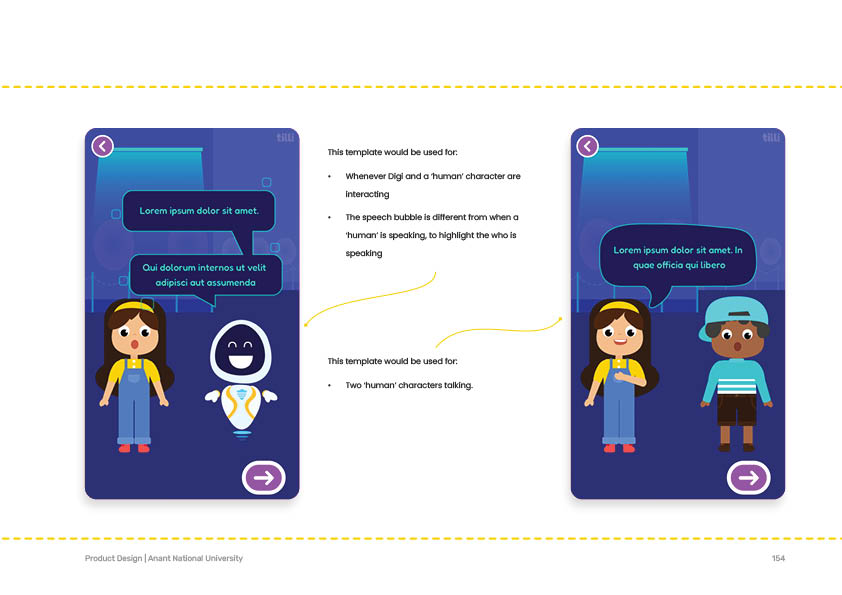 tilli
Lorem ipsum dolor sit amet.
Qui dolorum internos ut velit
adipisci aut assumenda
This template would be used for:
• Whenever Digi and a ‘human’ character are
interacting
• The speech bubble is different from when a
‘human’ is speaking, to highlight the who is
speaking
This template would be used for:
• Two ‘human’ characters talking.
tilli
Lorem ipsum dolor sit amet. In
quae officia qui libero
Product Design | Anant National University
154